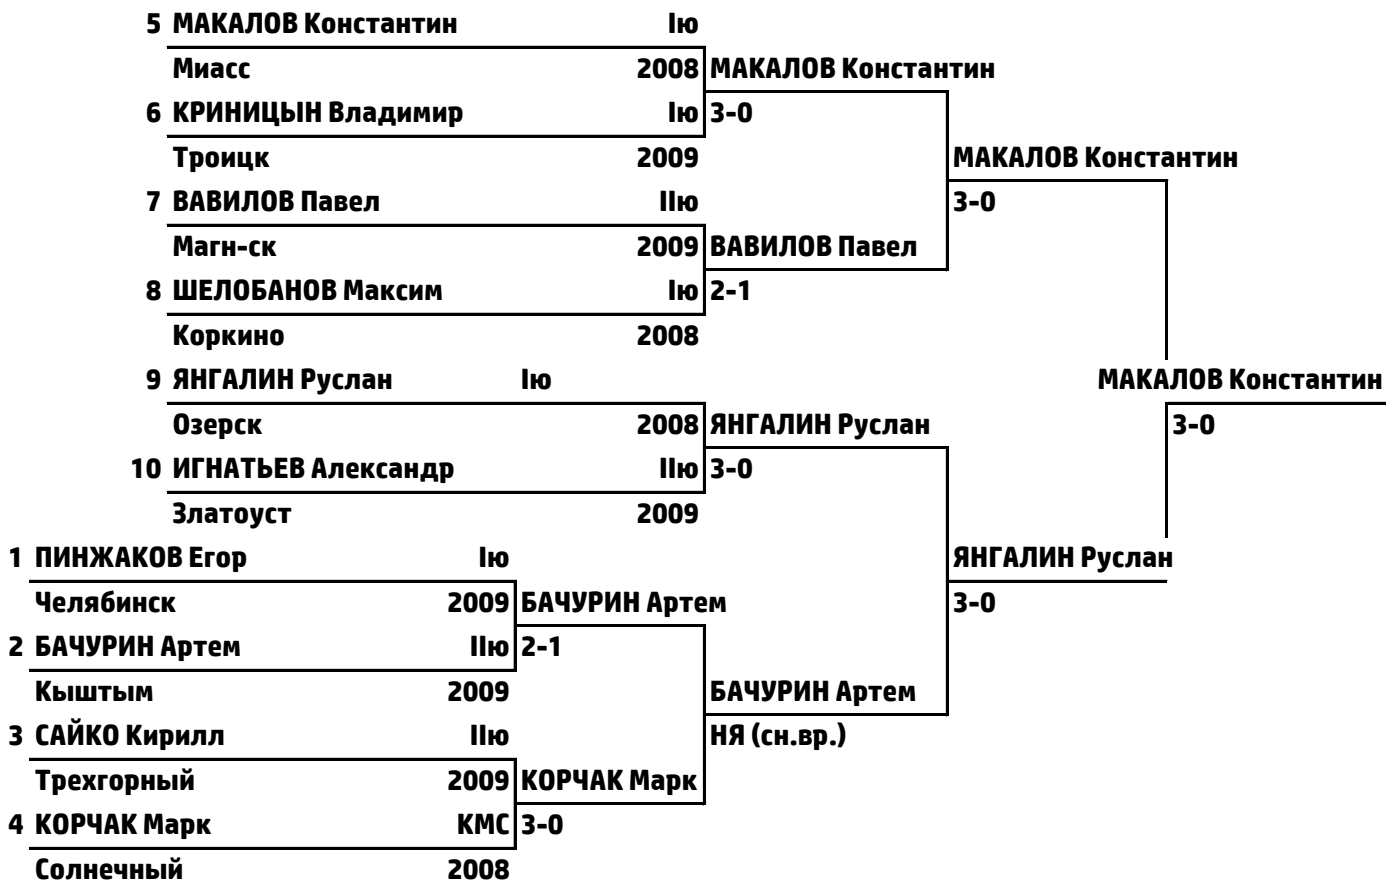 5 МАКАЛОВ Константин Iю
Миасс 2008 МАКАЛОВ Константин
6 КРИНИЦЫН Владимир Iю 3-0
Троицк 2009 МАКАЛОВ Константин
7 ВАВИЛОВ Павел IIю 3-0
Магн-ск 2009 ВАВИЛОВ Павел
8 ШЕЛОБАНОВ Максим Iю 2-1
Коркино 2008
9 ЯНГАЛИН Руслан Iю МАКАЛОВ Константин
Озерск 2008 ЯНГАЛИН Руслан 3-0
10 ИГНАТЬЕВ Александр IIю 3-0
Златоуст 2009
1 ПИНЖАКОВ Егор Iю ЯНГАЛИН Руслан
Челябинск 2009 БАЧУРИН Артем 3-0
2 БАЧУРИН Артем IIю 2-1
Кыштым 2009 БАЧУРИН Артем
3 САЙКО Кирилл IIю НЯ (сн.вр.)
Трехгорный 2009 КОРЧАК Марк
4 КОРЧАК Марк КМС 3-0
Солнечный 2008